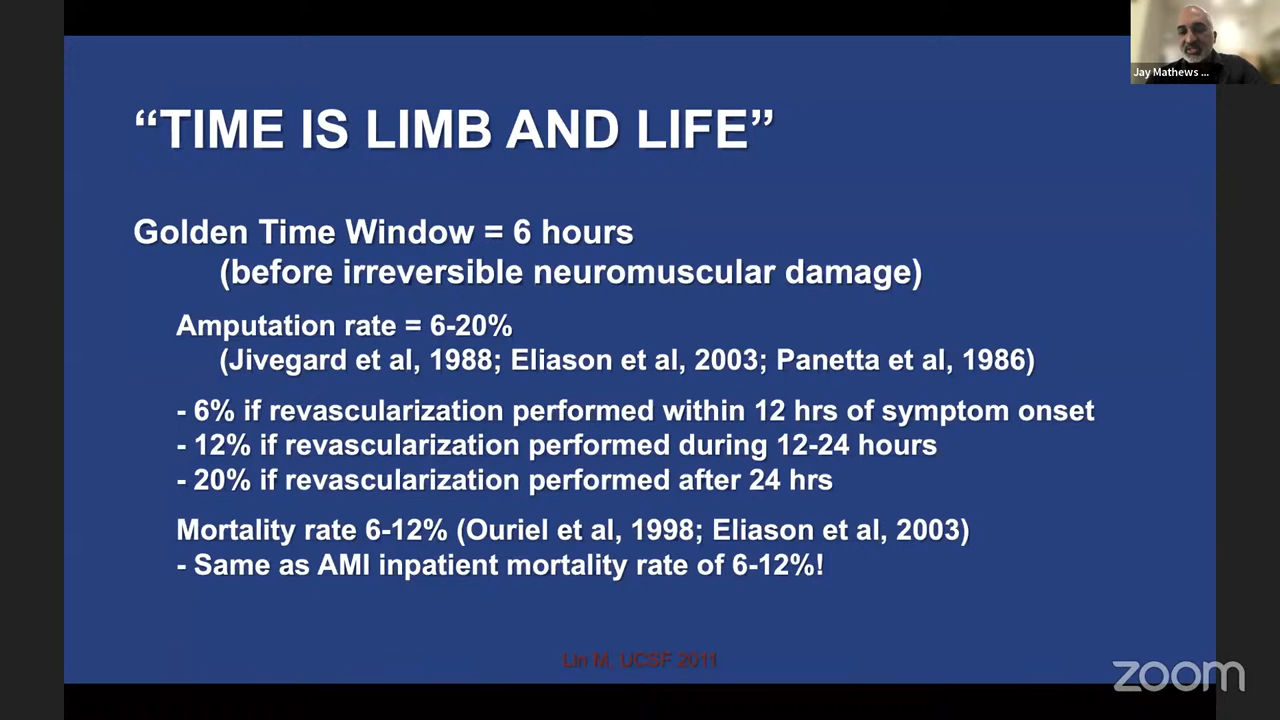 Jay Mathews ...
“TIME IS LIMB AND LIFE”
Golden Time Window = 6 hours
(before irreversible neuromuscular damage)
Amputation rate = 6-20%
(Jivegard et al, 1988; Eliason et al, 2003; Panetta et al, 1986)
- 6% if revascularization performed within 12 hrs of symptom onset
- 12% if revascularization performed during 12-24 hours
- 20% if revascularization performed after 24 hrs
Mortality rate 6-12% (Ouriel et al, 1998; Eliason et al, 2003)
- Same as AMI inpatient mortality rate of 6-12%!
Lin M, UCSF 2011
zoom